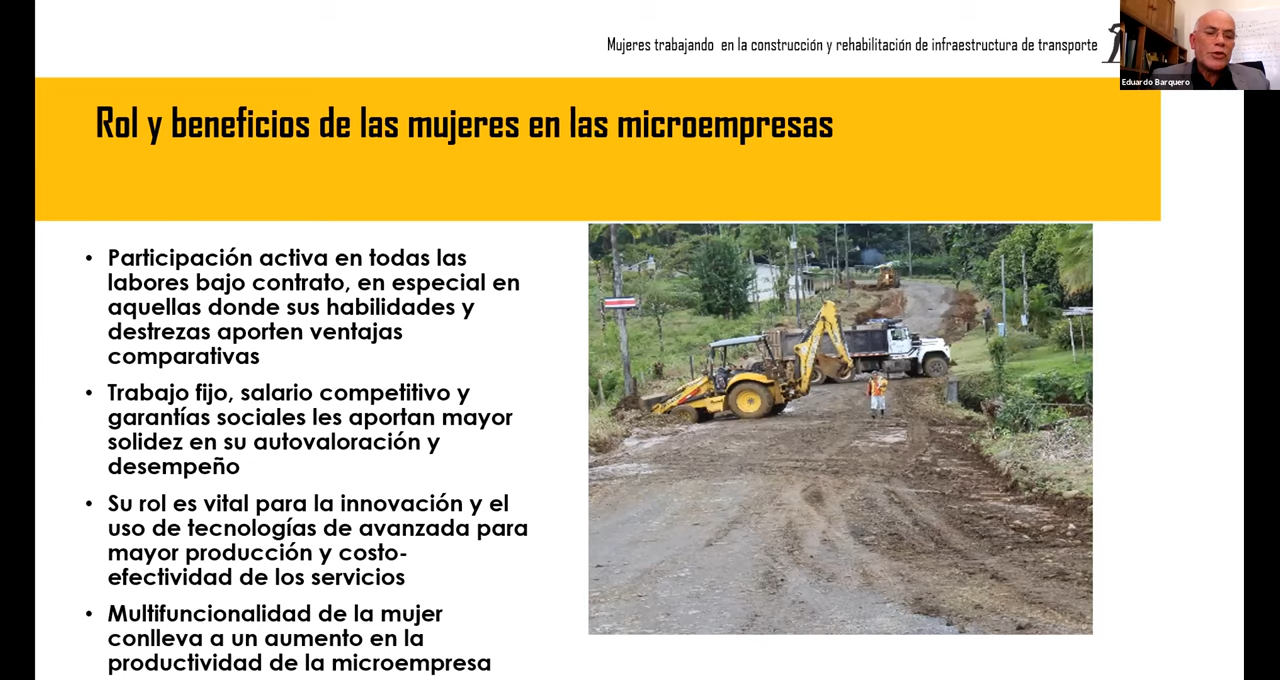 Mujeres trabajando en la construcción y rehabilitación de infraestructura de transporte
Eduardo Barquero
Rol y beneficios de las mujeres en las microempresas
• Participación activa en todas las
labores bajo contrato, en especial en
aquellas donde sus habilidades y
destrezas aporten ventajas
comparativas
• Trabajo fijo, salario competitivo y
garantías sociales les aportan mayor
solidez en su autovaloración y
desempeño
• Su rol es vital para la innovación y el
uso de tecnologías de avanzada para
mayor producción y costo-
efectividad de los servicios
• Multifuncionalidad de la mujer
conlleva a un aumento en la
productividad de la microempresa